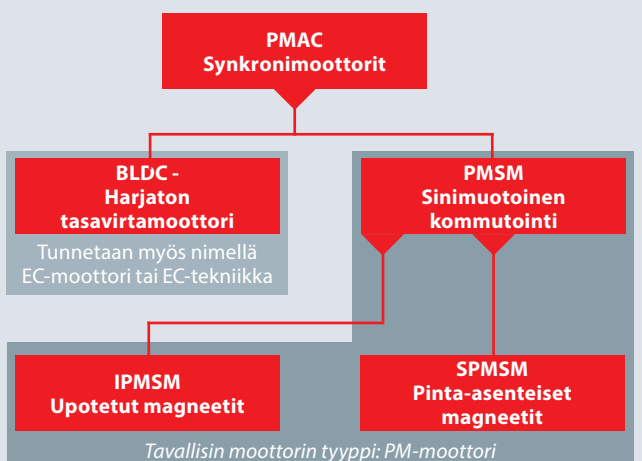 PMAC
Synkronimoottorit
BLDC -
Harjaton
tasavirtamoottori
Tunnetaan myös nimellä
EC-moottori tai EC-tekniikka
PMSM
Sinimuotoinen
kommutointi
IPMSM
Upotetut magneetit
SPMSM
Pinta-asenteiset
magneetit
Tavallisin moottorin tyyppi: PM-moottori